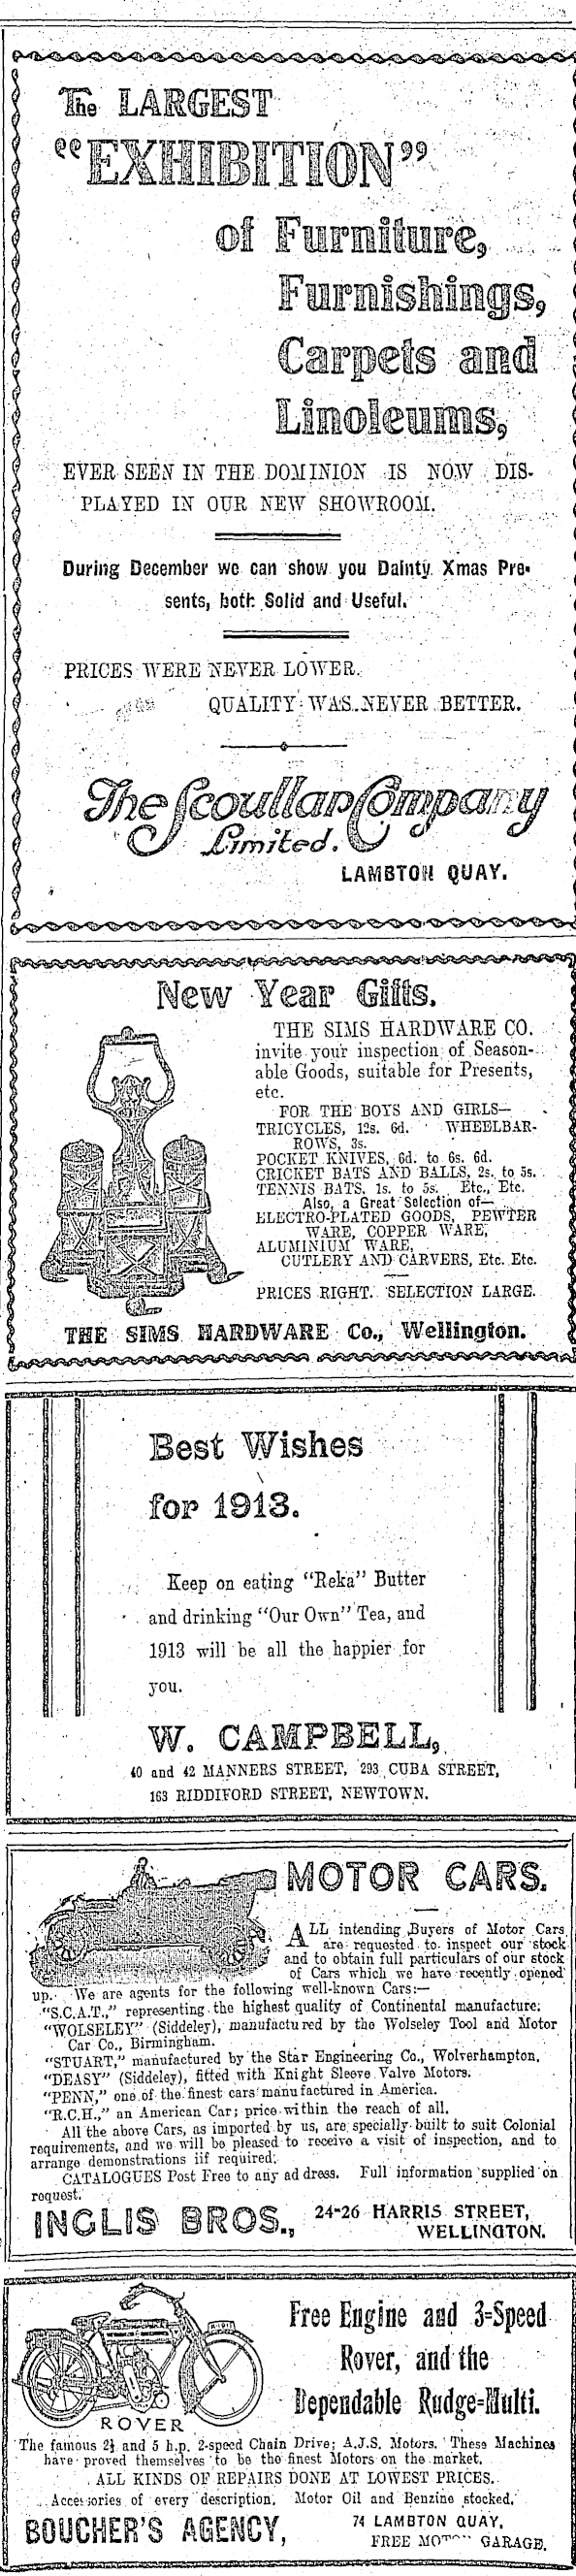 The LARGEST
"EXHIBITION"
of Furniture,
Furnishings,
Carpets and
Linoleums,
EVER SEEN IN THE DOMINION IS NOW DIS-
PLAYED IN OUR NEW SHOWROOM.
During December we can show you Dainty Xmas Pre-
sents, both Solid and Useful.
PRICES WERE NEVER LOWER.
QUALITY WAS NEVER BETTER.
The Scoullar Company
Limited.
LAMBTON QUAY.
New Year Gifts.
THE SIMS HARDWARE CO.
invite your inspection of Season-
able Goods, suitable for Presents,
etc.
FOR THE BOYS AND GIRLS—
TRICYCLES, 12s. 6d. WHEELBAR-
ROWS, 3s.
POCKET KNIVES, 6d. to 6s. 6d.
CRICKET BATS AND BALLS, 2s. to 5s.
TENNIS BATS, 1s. to 5s. Etc., Etc.
Also, a Great Selection of—
ELECTRO-PLATED GOODS, PEWTER
WARE, COPPER WARE,
ALUMINIUM WARE,
CUTLERY AND CARVERS, Etc. Etc.
PRICES RIGHT. SELECTION LARGE.
THE SIMS HARDWARE Co., Wellington.
Best Wishes
for 1913.
Keep on eating "Reka" Butter
and drinking "Our Own" Tea, and
1913 will be all the happier for
you.
W. CAMPBELL,
40 and 42 MANNERS STREET, 293 CUBA STREET,
163 RIDDIFORD STREET, NEWTOWN.
MOTOR CARS.
ALL intending Buyers of Motor Cars
are requested to inspect our stock
and to obtain full particulars of our stock
of Cars which we have recently opened
up. We are agents for the following well-known Cars:—
"S.C.A.T.," representing the highest quality of Continental manufacture.
"WOLSELEY" (Siddeley), manufactured by the Wolseley Tool and Motor
Car Co., Birmingham.
"STUART," manufactured by the Star Engineering Co., Wolverhampton.
"DEASY" (Siddeley), fitted with Knight Sleeve Valve Motors.
"PENN," one of the finest cars manufactured in America.
"R.C.H.," an American Car; price within the reach of all.
All the above Cars, as imported by us, are specially built to suit Colonial
requirements, and we will be pleased to receive a visit of inspection, and to
arrange demonstrations iif required.
CATALOGUES Post Free to any address. Full information supplied on
request.
INGLIS BROS., 24-26 HARRIS STREET,
WELLINGTON.
Free Engine and 3-Speed
Rover, and the
Dependable Rudge-Multi.
ROVER
The famous 2½ and 5 h.p. 2-speed Chain Drive; A.J.S. Motors. These Machines
have proved themselves to be the finest Motors on the market.
ALL KINDS OF REPAIRS DONE AT LOWEST PRICES.
Accessories of every description. Motor Oil and Benzine stocked.
BOUCHER'S AGENCY, 74 LAMBTON QUAY,
FREE GARAGE.